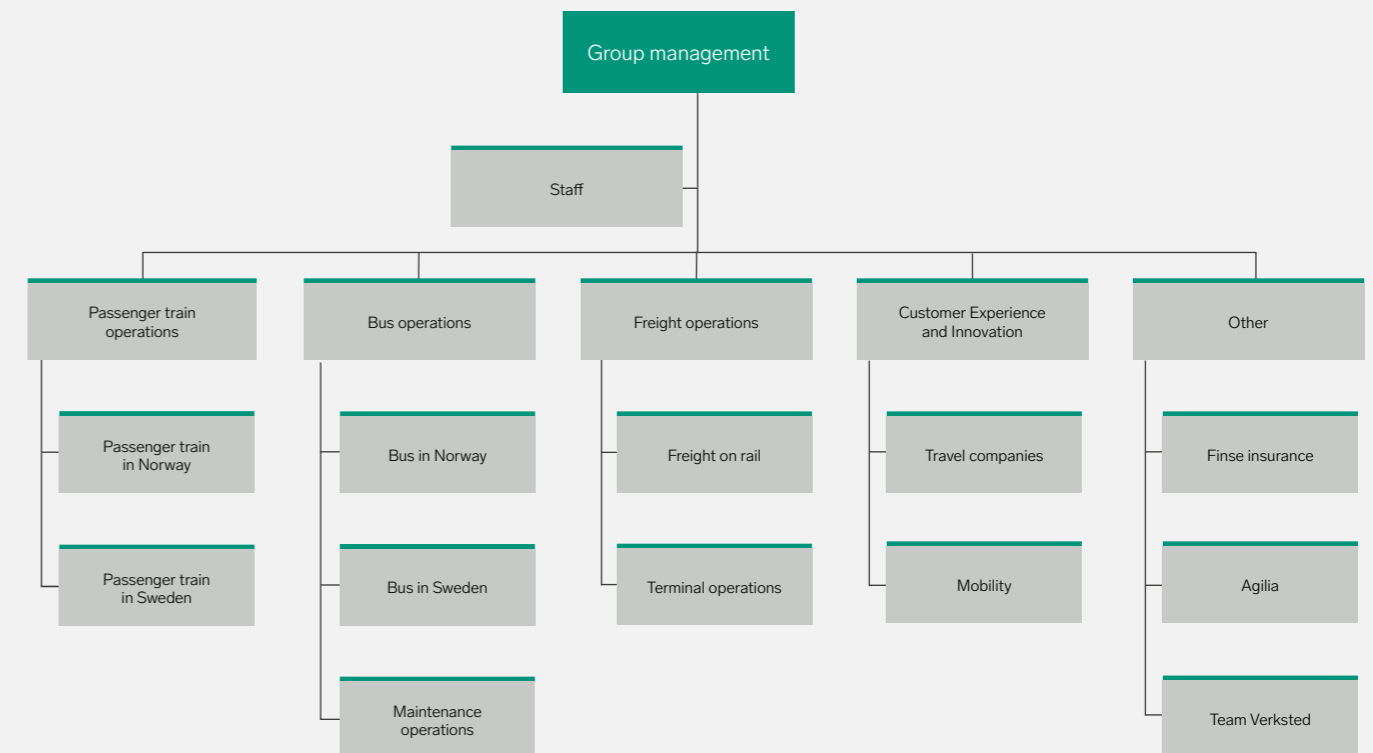 Group management
Staff
Passenger train
operations
Bus operations
Freight operations
Customer Experience
and Innovation
Other
Passenger train
in Norway
Bus in Norway
Freight on rail
Travel companies
Finse insurance
Passenger train
in Sweden
Bus in Sweden
Terminal operations
Mobility
Agilia
Maintenance
operations
Team Verksted